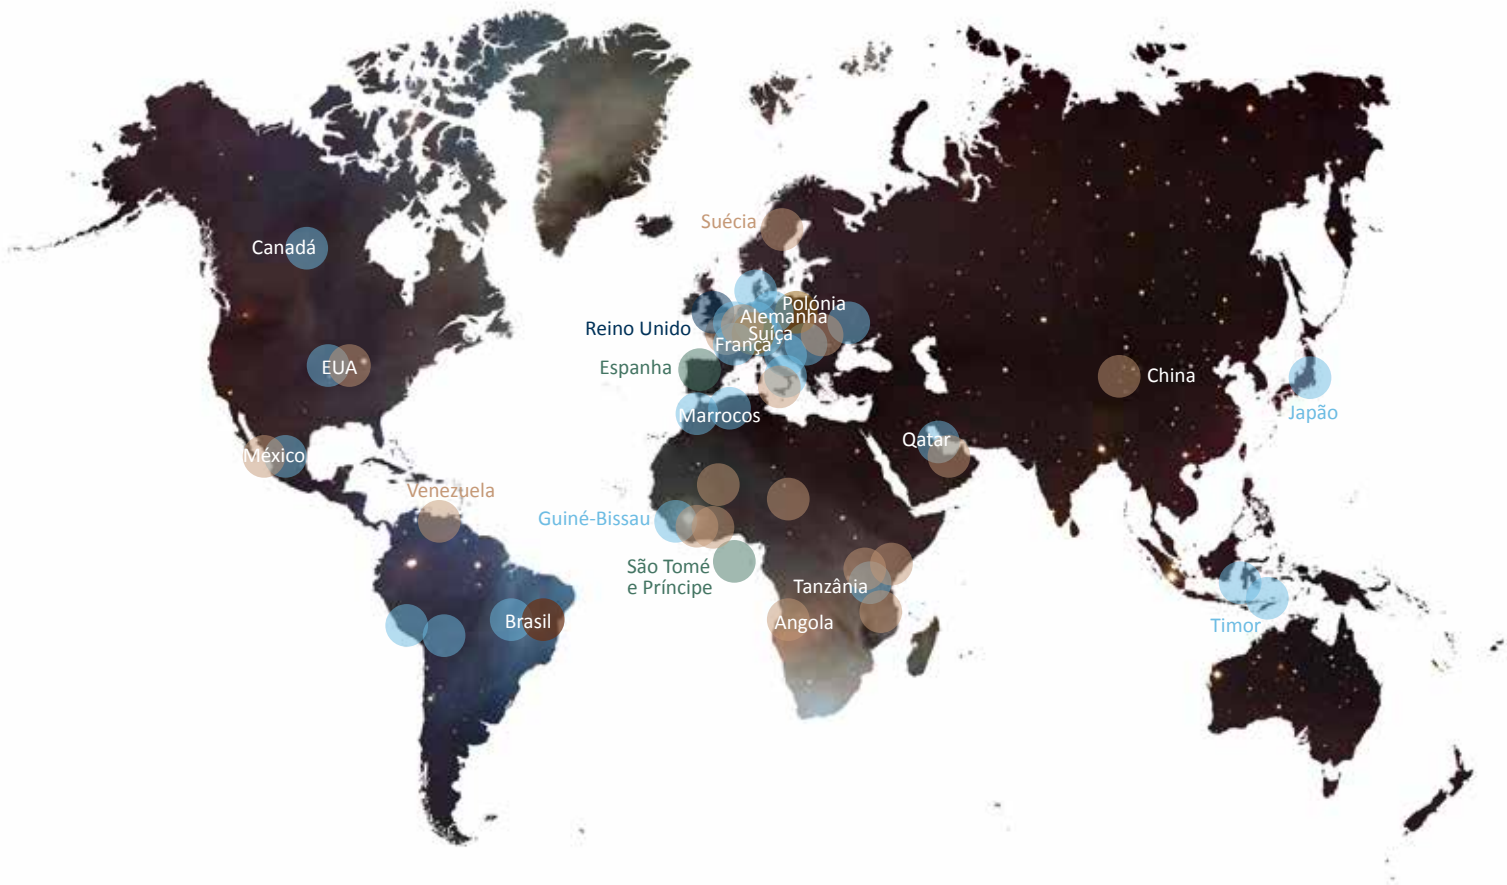 Suécia
Canadá
Polónia
Alemanha
Reino Unido
Suíça
França
EUA
Espanha
China
Japão
Marrocos
Qatar
México
Venezuela
Guiné-Bissau
São Tomé
e Príncipe
Tanzânia
Brasil
Angola
Timor